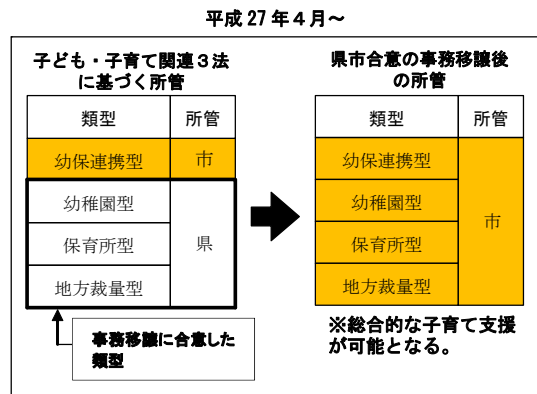 平成27年４月～
子ども・子育て関連３法
に基づく所管
類型 所管
幼保連携型 市
幼稚園型
保育所型 県
地方裁量型
事務移譲に合意した
類型
県市合意の事務移譲後
の所管
類型 所管
幼保連携型
幼稚園型
保育所型 市
地方裁量型
※総合的な子育て支援
が可能となる。